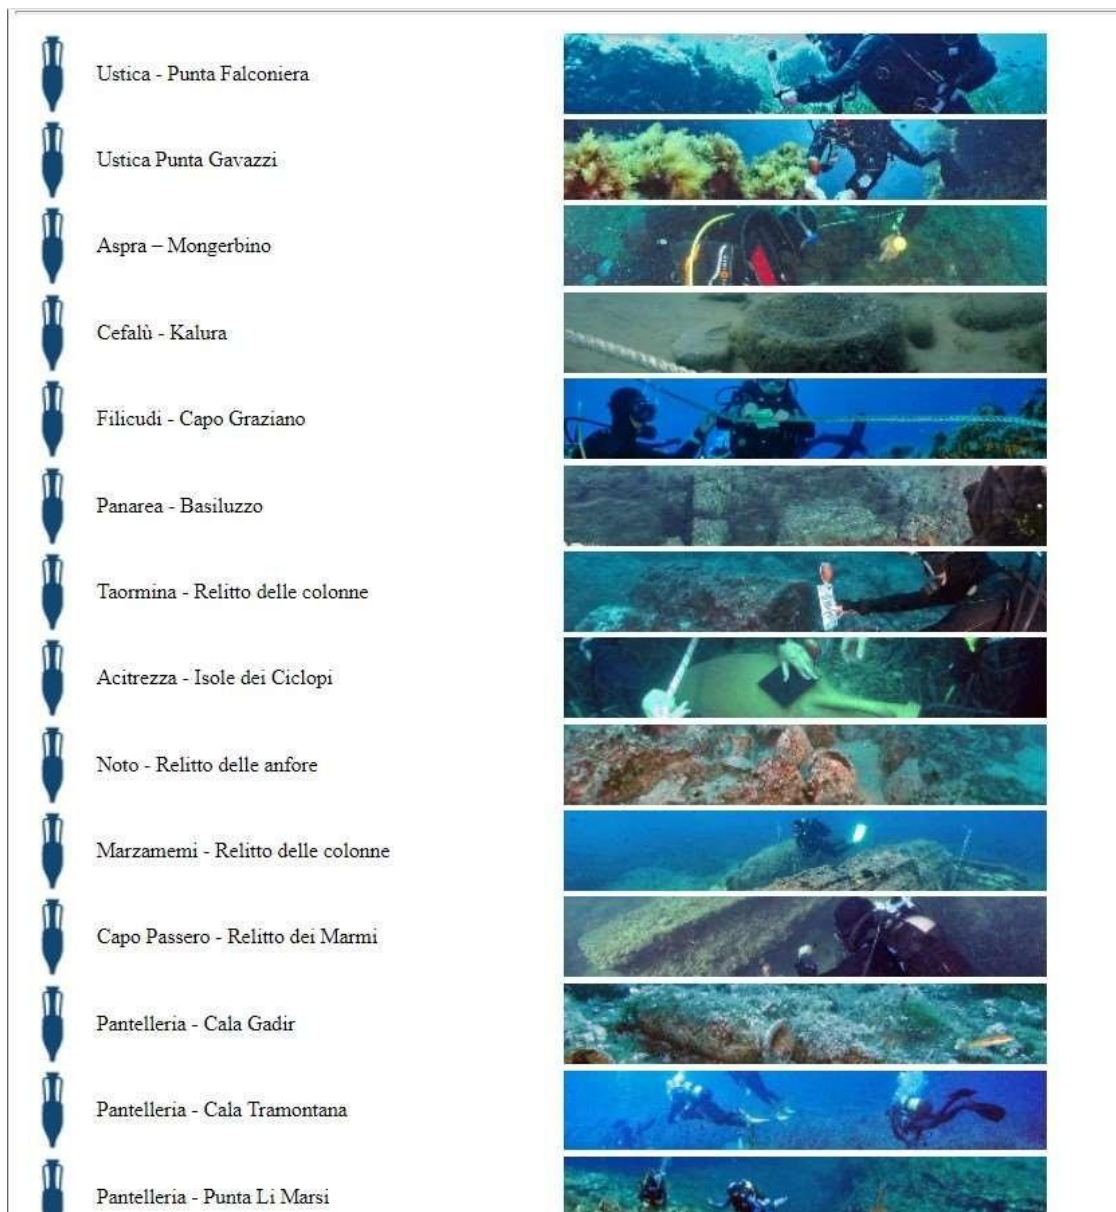 Ustica - Punta Falconiera
Ustica Punta Gavazzi
Aspra – Mongerbino
Cefalù - Kalura
Filicudi - Capo Graziano
Panarea - Basiluzzo
Taormina - Relitto delle colonne
Acitrezza - Isole dei Ciclopi
Noto - Relitto delle anfore
Marzamemi - Relitto delle colonne
Capo Passero - Relitto dei Marmi
Pantelleria - Cala Gadir
Pantelleria - Cala Tramontana
Pantelleria - Punta Li Marsi